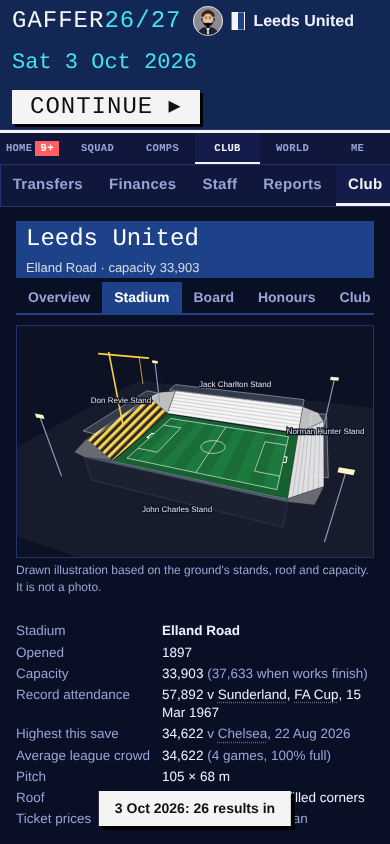 GAFFER26/27 Leeds United
Sat 3 Oct 2026
CONTINUE ►
HOME 9+ SQUAD COMPS CLUB WORLD ME
Transfers Finances Staff Reports Club
Leeds United
Elland Road · capacity 33,903
Overview Stadium Board Honours Club
Jack Charlton Stand
Don Revie Stand
Norman Hunter Stand
John Charles Stand
Drawn illustration based on the ground's stands, roof and capacity.
It is not a photo.
Stadium Elland Road
Opened 1897
Capacity 33,903 (37,633 when works finish)
Record attendance 57,892 v Sunderland, FA Cup, 15
Mar 1967
Highest this save 34,622 v Chelsea, 22 Aug 2026
Average league crowd 34,622 (4 games, 100% full)
Pitch 105 × 68 m
Roof corners
Ticket prices
3 Oct 2026: 26 results in